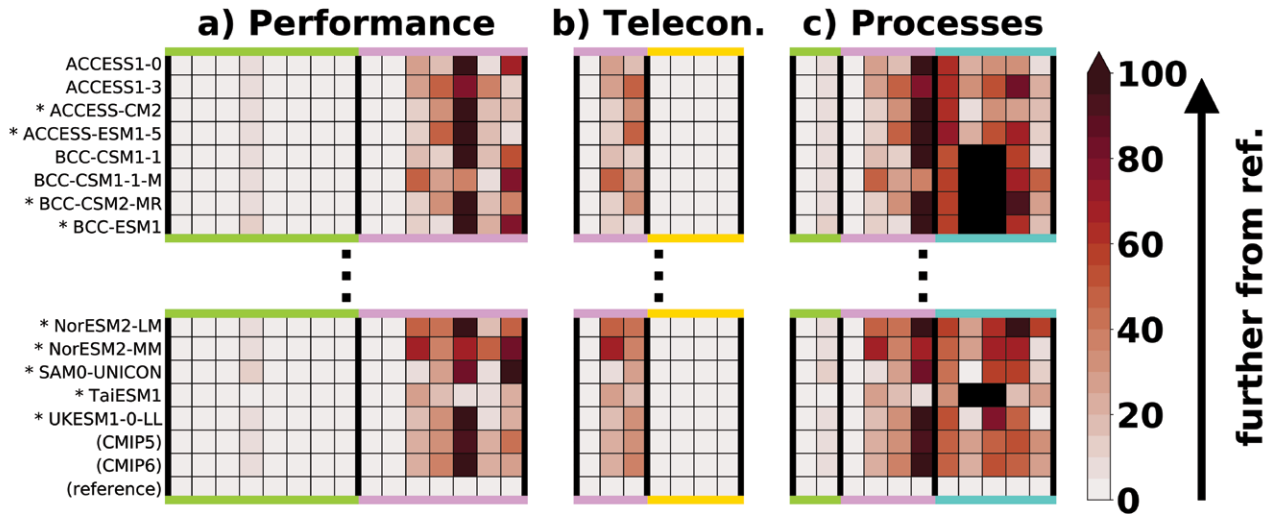 a) Performance b) Telecon. c) Processes
ACCESS1-0
ACCESS1-3
* ACCESS-CM2
* ACCESS-ESM1-5
BCC-CSM1-1
BCC-CSM1-1-M
* BCC-CSM2-MR
* BCC-ESM1
* NorESM2-LM
* NorESM2-MM
* SAM0-UNICON
* TaiESM1
* UKESM1-0-LL
(CMIP5)
(CMIP6)
(reference)
100
80
60
40
20
0
further from ref.